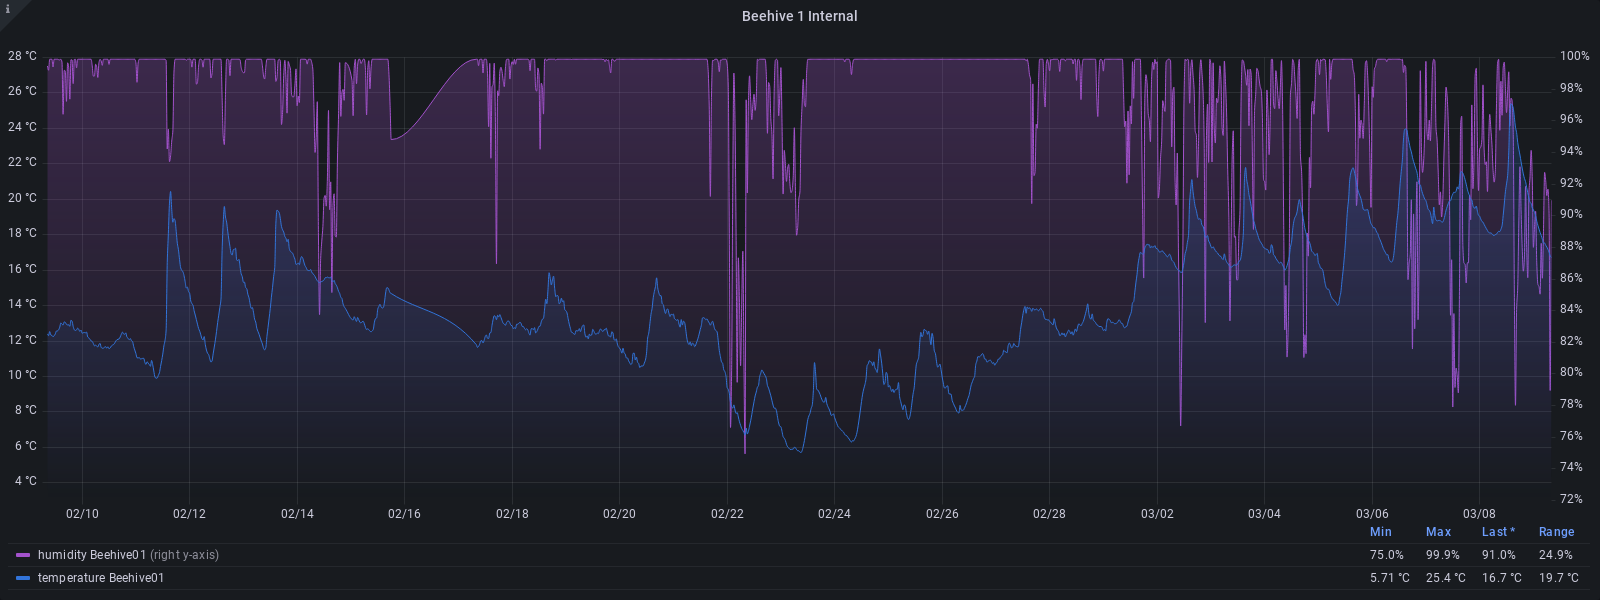 i
Beehive 1 Internal
28 °C 100%
26 °C 98%
24 °C 96%
22 °C 94%
20 °C 92%
18 °C 90%
16 °C 88%
14 °C 86%
12 °C 84%
10 °C 82%
8 °C 80%
6 °C 78%
4 °C 76%
74%
72%
02/10 02/12 02/14 02/16 02/18 02/20 02/22 02/24 02/26 02/28 03/02 03/04 03/06 03/08
Min Max Last * Range
humidity Beehive01 (right y-axis) 75.0% 99.9% 91.0% 24.9%
temperature Beehive01 5.71 °C 25.4 °C 16.7 °C 19.7 °C